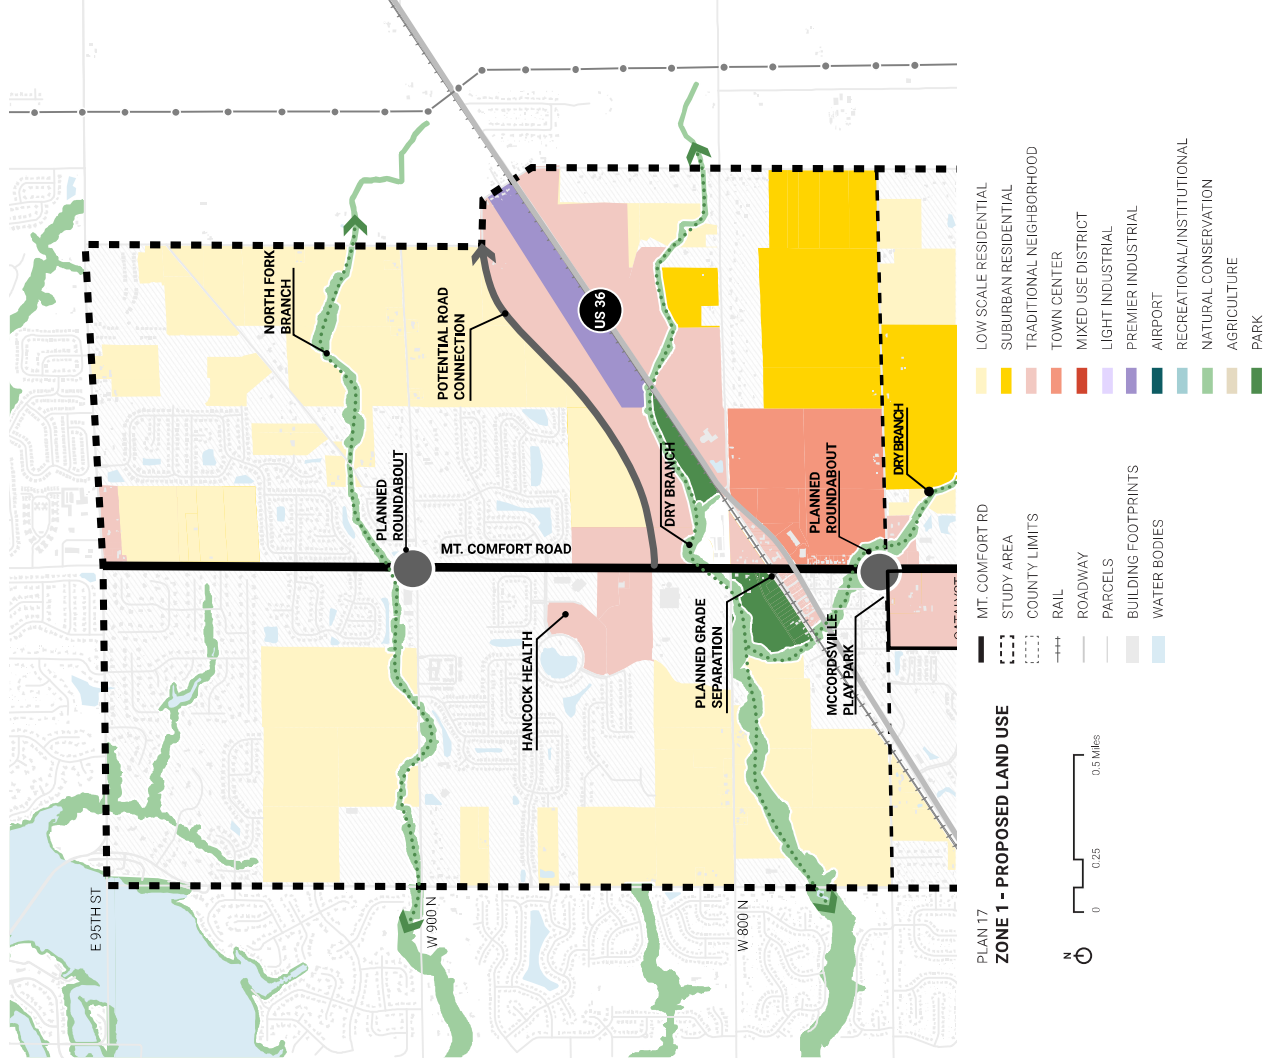 E 95TH ST
NORTH FORK
BRANCH
POTENTIAL ROAD
CONNECTION
US 36
PLANNED
ROUNDABOUT
MT. COMFORT ROAD
DRY BRANCH
PLANNED
ROUNDABOUT
DRY BRANCH
HANCOCK HEALTH
PLANNED GRADE
SEPARATION
MCCORDSVILLE
PLAY PARK
CATALYST
W 900 N
W 800 N
PLAN 17
ZONE 1 - PROPOSED LAND USE
N
0
0.25
0.5 Miles
MT. COMFORT RD
STUDY AREA
COUNTY LIMITS
RAIL
ROADWAY
PARCELS
BUILDING FOOTPRINTS
WATER BODIES
LOW SCALE RESIDENTIAL
SUBURBAN RESIDENTIAL
TRADITIONAL NEIGHBORHOOD
TOWN CENTER
MIXED USE DISTRICT
LIGHT INDUSTRIAL
PREMIER INDUSTRIAL
AIRPORT
RECREATIONAL/INSTITUTIONAL
NATURAL CONSERVATION
AGRICULTURE
PARK